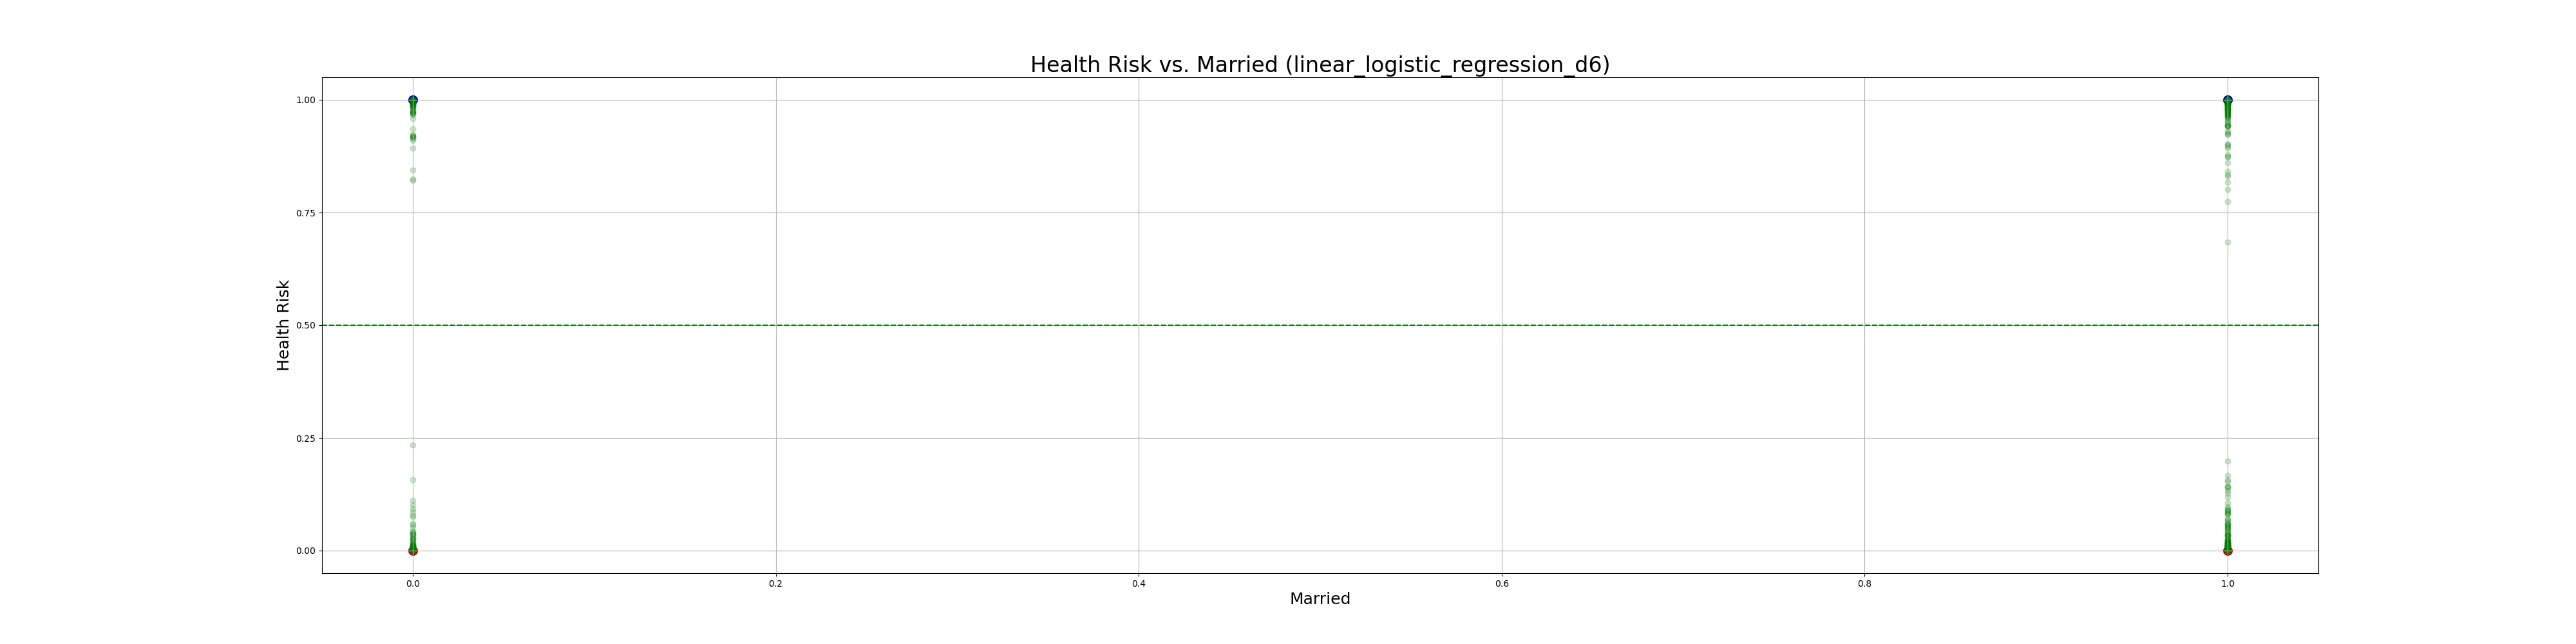 Health Risk vs. Married (linear_logistic_regression_d6)
1.00
0.75
0.50
0.25
0.00
Health Risk
0.0 0.2 0.4 0.6 0.8 1.0
Married